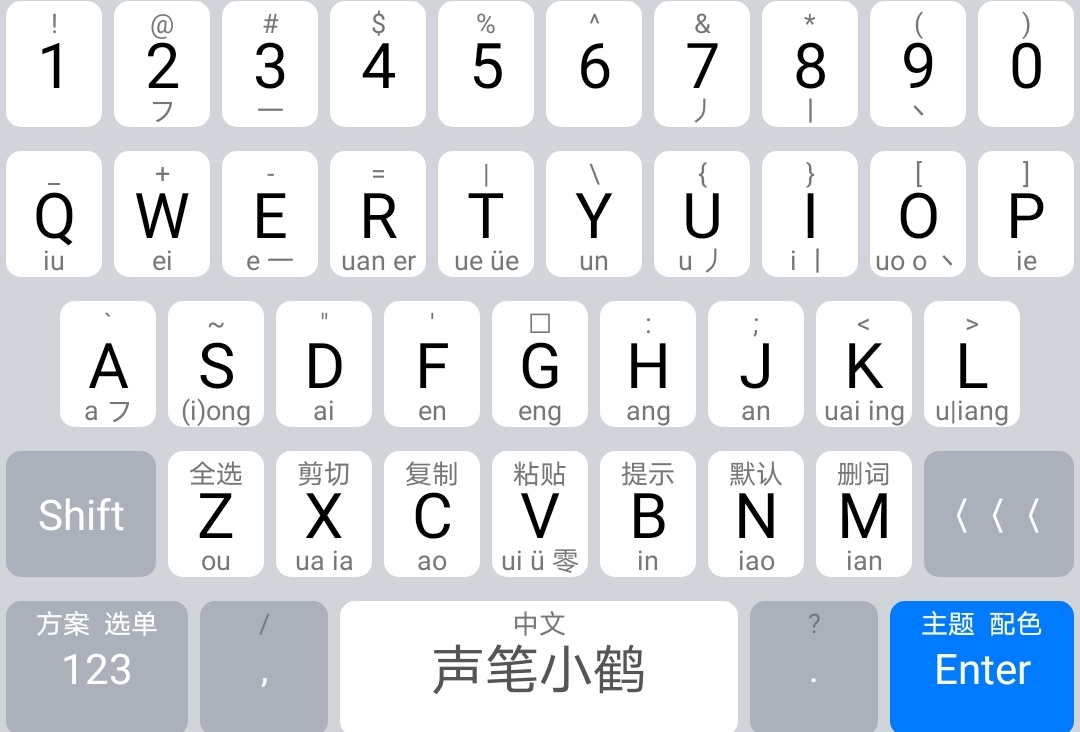 ! @ # $ % ^ & * ( )
1 2 3 4 5 6 7 8 9 0
フ 一 丿 丨 丶
_ + - = | \ { } [ ]
Q W E R T Y U I O P
iu ei e 一 uan er ue üe un u 丿 i 丨 uo o 丶 ie
` ~ " ' □ : ; < >
A S D F G H J K L
a フ (i)ong ai en eng ang an uai ing u|iang
全选 剪切 复制 粘贴 提示 默认 删词
Shift Z X C V B N M 〈〈〈
ou ua ia ao ui ü 零 in iao ian
方案 选单 / 中文 ? 主题 配色
123 , 声笔小鹤 . Enter